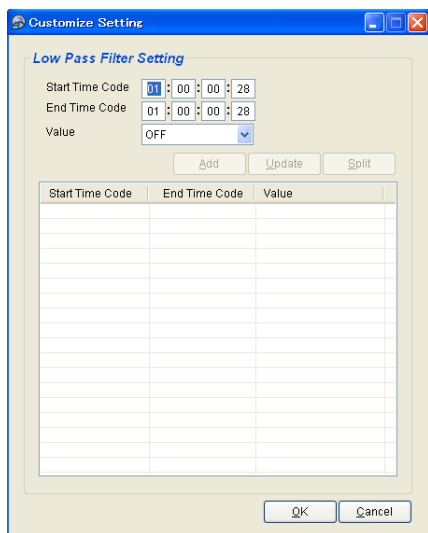 Customize Setting
Low Pass Filter Setting
Start Time Code 01 : 00 : 00 : 28
End Time Code 01 : 00 : 00 : 28
Value OFF
Add Update Split
Start Time Code End Time Code Value
OK Cancel